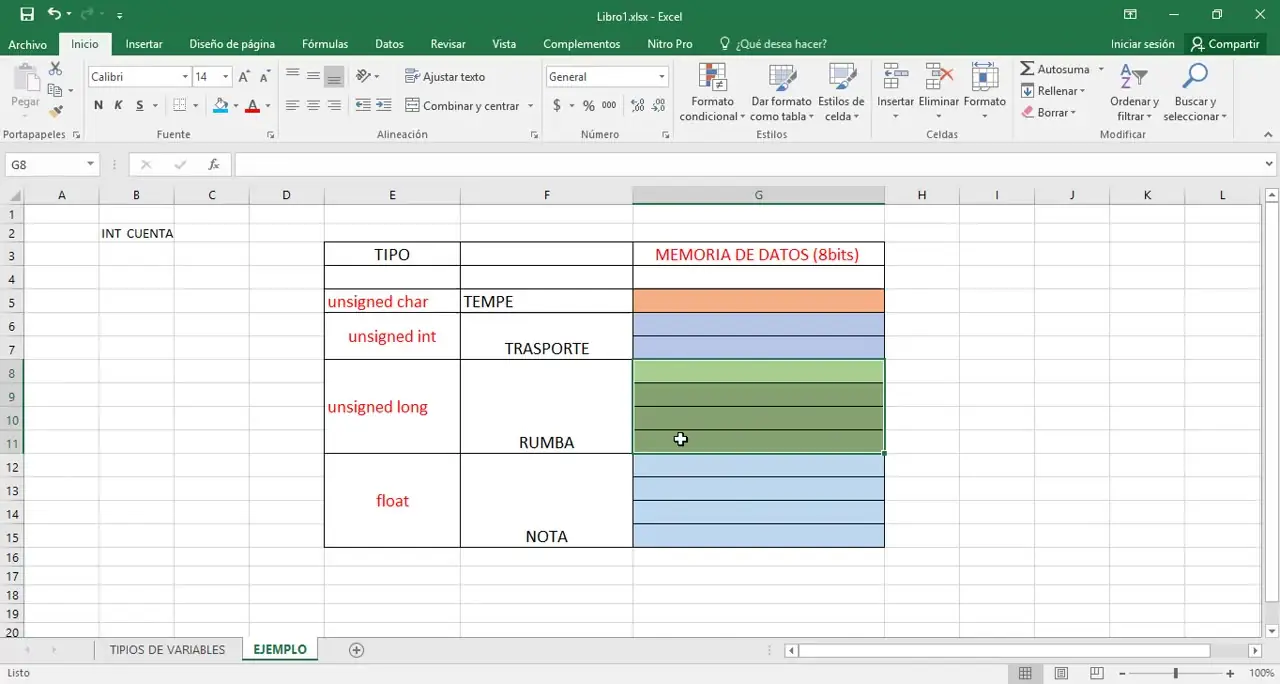 Libro1.xlsx - Excel
Archivo Inicio Insertar Diseño de página Fórmulas Datos Revisar Vista Complementos Nitro Pro ¿Qué desea hacer? Iniciar sesión Compartir
Pegar
Calibri 14
N K S
Ajustar texto
Combinar y centrar
General
$ % 000
Formato condicional
Dar formato como tabla
Estilos de celda
Insertar Eliminar Formato
Autosuma
Rellenar
Borrar
Ordenar y filtrar
Buscar y seleccionar
Portapapeles Fuente Alineación Número Estilos Celdas Modificar
G8 fx
A B C D E F G H I J K L
1
2 INT CUENTA
3 TIPO MEMORIA DE DATOS (8bits)
4
5 unsigned char TEMPE
6 unsigned int
7 TRASPORTE
8
9
unsigned long
10
11 RUMBA
12
13
float
14
15 NOTA
16
17
18
19
20
TIPIOS DE VARIABLES EJEMPLO
Listo 100%